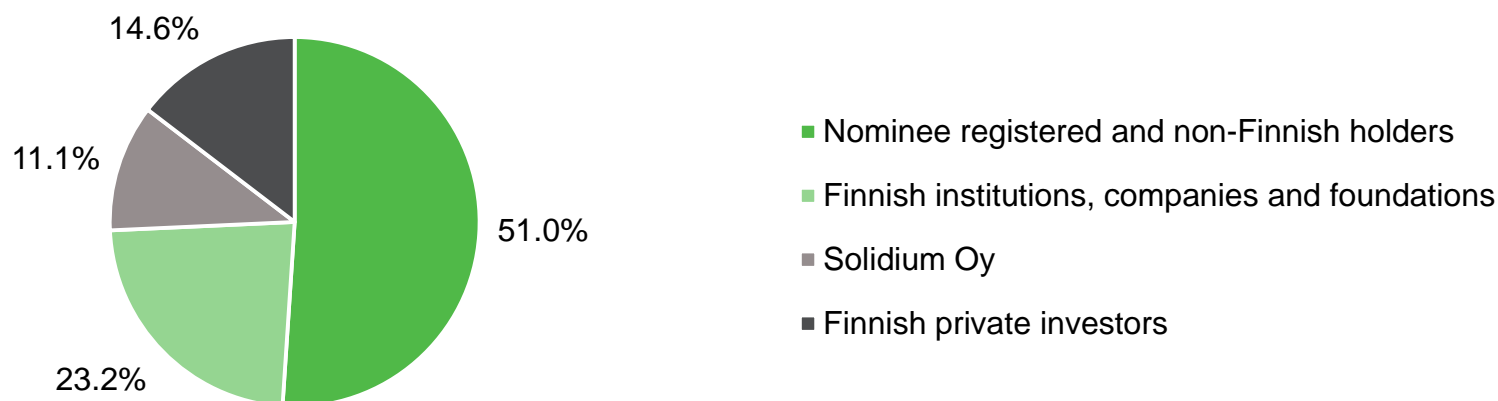 14.6%
11.1%
51.0%
23.2%
Nominee registered and non-Finnish holders
Finnish institutions, companies and foundations
Solidium Oy
Finnish private investors